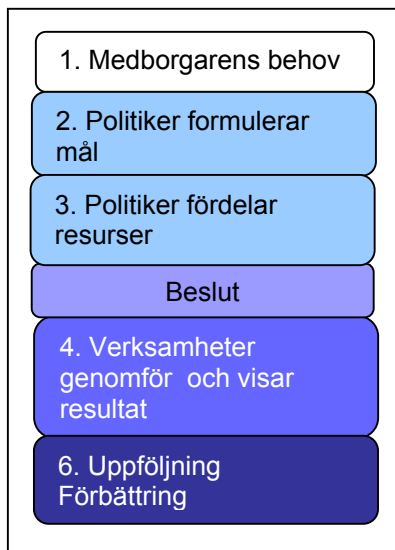 1. Medborgarens behov
2. Politiker formulerar
mål
3. Politiker fördelar
resurser
Beslut
4. Verksamheter
genomför och visar
resultat
6. Uppföljning
Förbättring